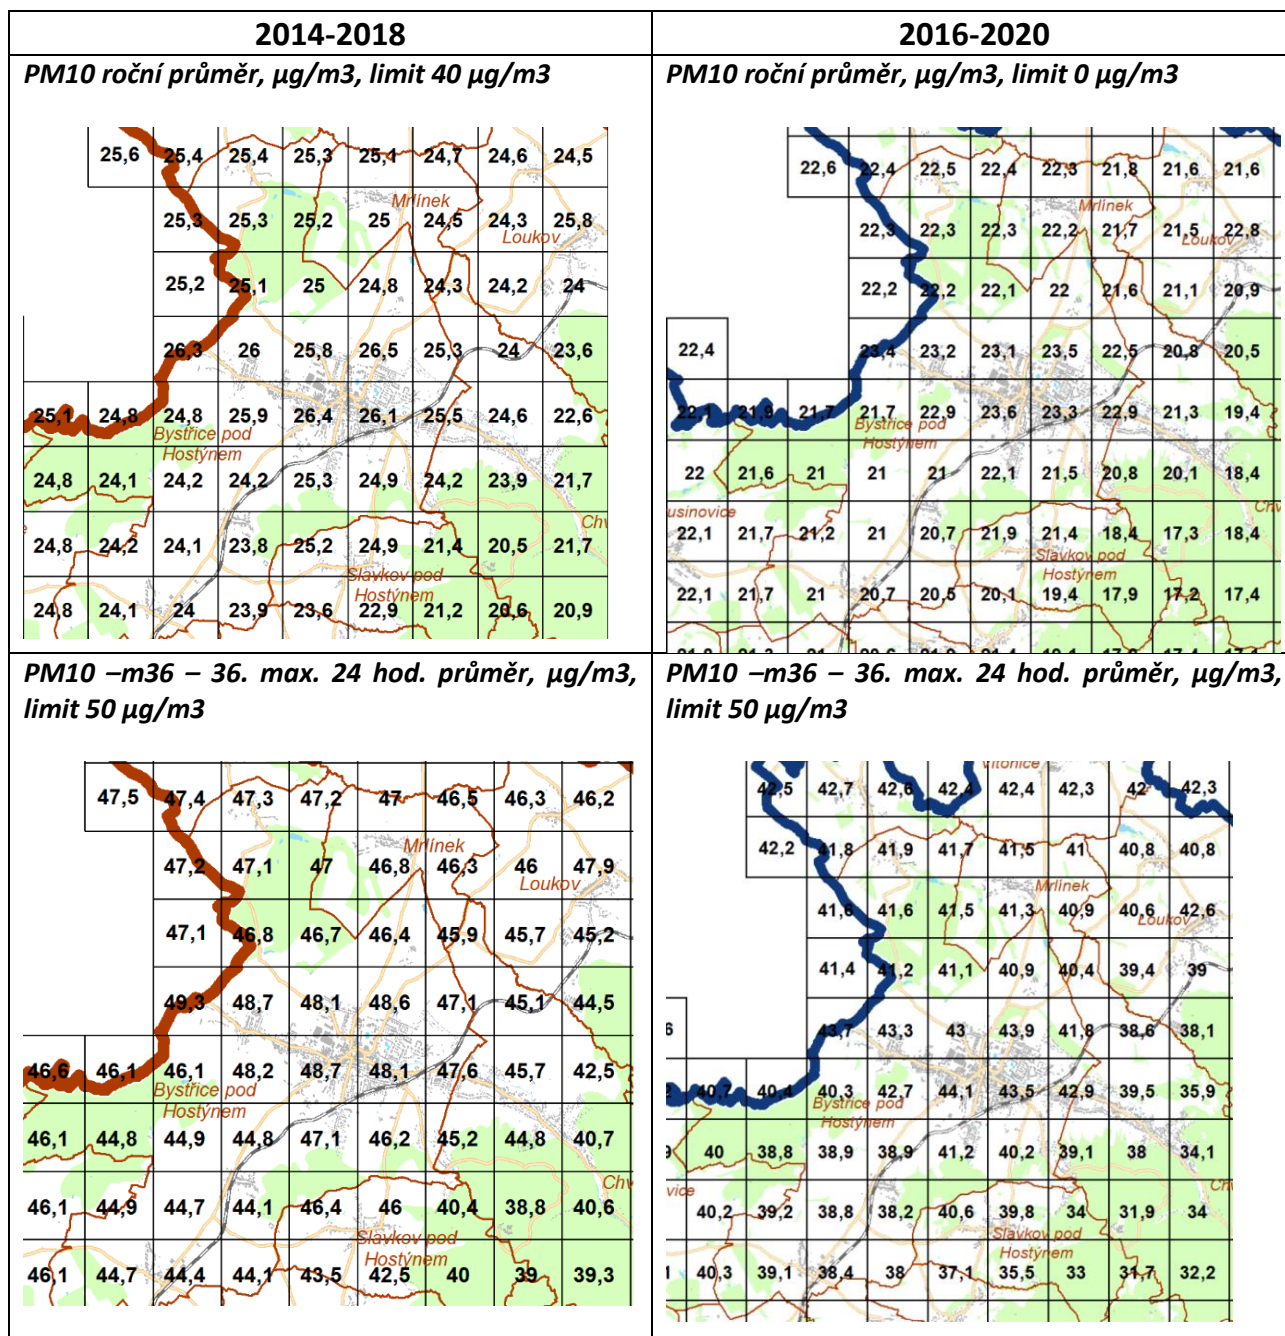 2014-2018
2016-2020
PM10 roční průměr, µg/m3, limit 40 µg/m3
PM10 roční průměr, µg/m3, limit 0 µg/m3
25,6 25,4 25,4 25,3 25,1 24,7 24,6 24,5
Mrlínek
25,3 25,3 25,2 25 24,5 24,3 25,8
Loukov
25,2 25,1 25 24,8 24,3 24,2 24
26,3 26 25,8 26,5 25,3 24 23,6
25,1 24,8 24,8 25,9 26,4 26,1 25,5 24,6 22,6
Bystřice pod
Hostýnem
24,8 24,1 24,2 24,2 25,3 24,9 24,2 23,9 21,7
Chv
24,8 24,2 24,1 23,8 25,2 24,9 21,4 20,5 21,7
Slavkov pod
Hostýnem
24,8 24,1 24 23,9 23,6 22,9 21,2 20,6 20,9
22,6 22,4 22,5 22,4 22,3 21,8 21,6 21,6
Mrlínek
22,3 22,3 22,3 22,2 21,7 21,5 22,8
Loukov
22,2 22,2 22,1 22 21,6 21,1 20,9
22,4 23,4 23,2 23,1 23,5 22,5 20,8 20,5
22,1 21,9 21,7 21,7 22,9 23,6 23,3 22,9 21,3 19,4
Bystřice pod
Hostýnem
22 21,6 21 21 21 22,1 21,5 20,8 20,1 18,4
usinovice
Chv
22,1 21,7 21,2 21 20,7 21,9 21,4 18,4 17,3 18,4
Slavkov pod
Hostýnem
22,1 21,7 21 20,7 20,5 20,1 19,4 17,9 17,2 17,4
PM10 –m36 – 36. max. 24 hod. průměr, µg/m3,
limit 50 µg/m3
PM10 –m36 – 36. max. 24 hod. průměr, µg/m3,
limit 50 µg/m3
47,5 47,4 47,3 47,2 47 46,5 46,3 46,2
Mrlínek
47,2 47,1 47 46,8 46,3 46 47,9
Loukov
47,1 46,8 46,7 46,4 45,9 45,7 45,2
49,3 48,7 48,1 48,6 47,1 45,1 44,5
46,6 46,1 46,1 48,2 48,7 48,1 47,6 45,7 42,5
Bystřice pod
Hostýnem
46,1 44,8 44,9 44,8 47,1 46,2 45,2 44,8 40,7
Chv
46,1 44,9 44,7 44,1 46,4 46 40,4 38,8 40,6
Slavkov pod
Hostýnem
46,1 44,7 44,4 44,1 43,5 42,5 40 39 39,3
Vítonice
42,5 42,7 42,6 42,4 42,4 42,3 42 42,3
42,2 41,8 41,9 41,7 41,5 41 40,8 40,8
Mrlínek
41,6 41,6 41,5 41,3 40,9 40,6 42,6
Loukov
41,4 41,2 41,1 40,9 40,4 39,4 39
6 43,7 43,3 43 43,9 41,8 38,6 38,1
40,7 40,4 40,3 42,7 44,1 43,5 42,9 39,5 35,9
Bystřice pod
Hostýnem
9 40 38,8 38,9 38,9 41,2 40,2 39,1 38 34,1
vice
Chv
40,2 39,2 38,8 38,2 40,6 39,8 34 31,9 34
Slavkov pod
Hostýnem
1 40,3 39,1 38,4 38 37,1 35,5 33 31,7 32,2